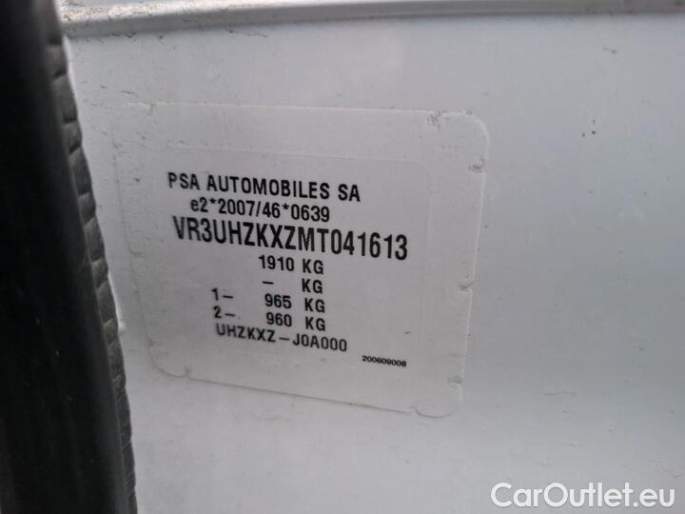 PSA AUTOMOBILES SA
e2*2007/46*0639
VR3UHZKXZMT041613
1910 KG
- KG
1- 965 KG
2- 960 KG
UHZKXZ-J0A000
200609008
CarOutlet.eu